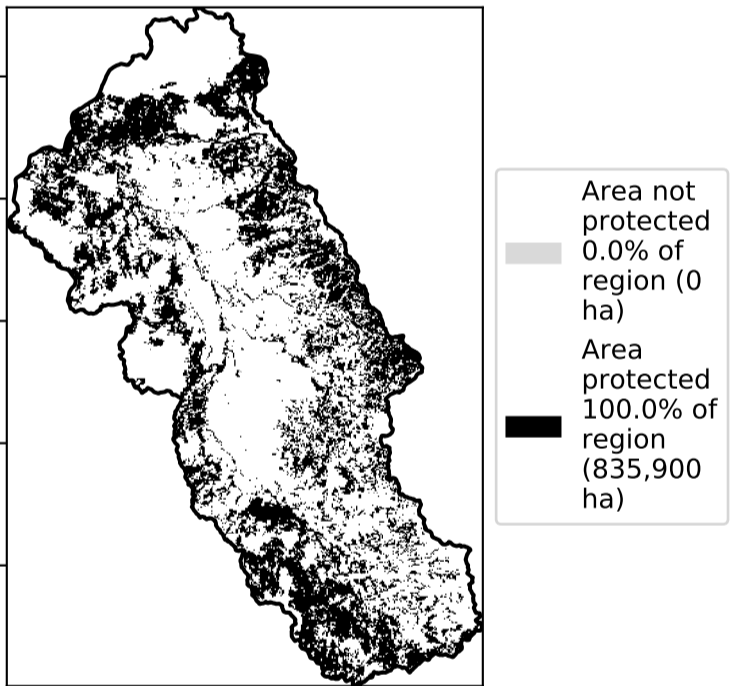 Area not
protected
0.0% of
region (0
ha)
Area
protected
100.0% of
region
(835,900
ha)